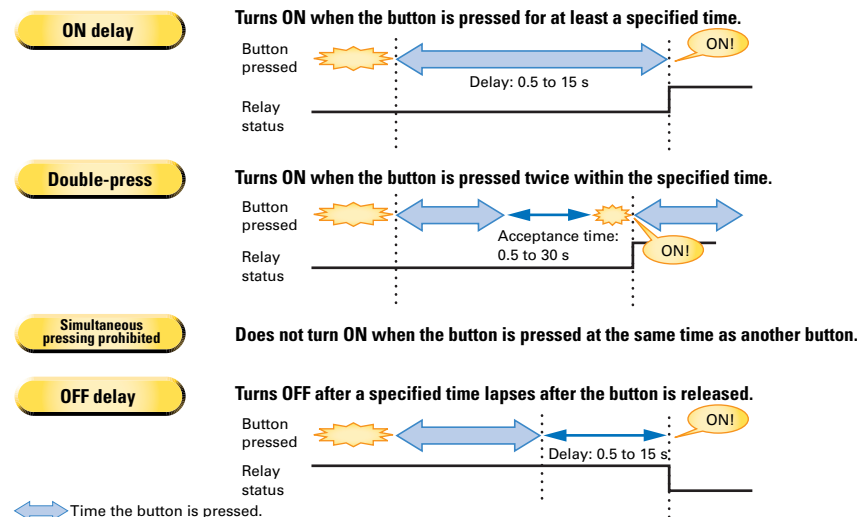 ON delay
Turns ON when the button is pressed for at least a specified time.
Button
pressed
ON!
Delay: 0.5 to 15 s
Relay
status
Double-press
Turns ON when the button is pressed twice within the specified time.
Button
pressed
Acceptance time:
0.5 to 30 s
ON!
Relay
status
Simultaneous
pressing prohibited
Does not turn ON when the button is pressed at the same time as another button.
OFF delay
Turns OFF after a specified time lapses after the button is released.
Button
pressed
ON!
Delay: 0.5 to 15 s
Relay
status
Time the button is pressed.